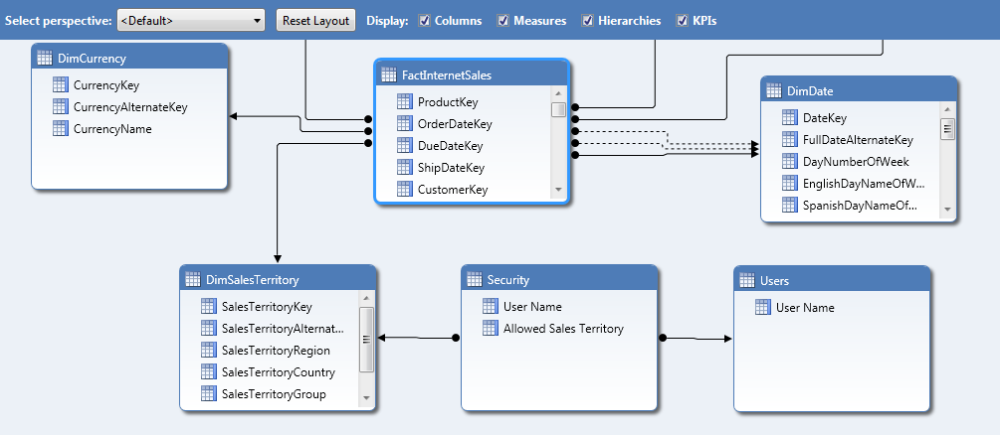 Select perspective: <Default> Reset Layout Display: Columns Measures Hierarchies KPIs
DimCurrency
CurrencyKey
CurrencyAlternateKey
CurrencyName
FactInternetSales
ProductKey
OrderDateKey
DueDateKey
ShipDateKey
CustomerKey
DimDate
DateKey
FullDateAlternateKey
DayNumberOfWeek
EnglishDayNameOfW...
SpanishDayNameOf...
DimSalesTerritory
SalesTerritoryKey
SalesTerritoryAlternat...
SalesTerritoryRegion
SalesTerritoryCountry
SalesTerritoryGroup
Security
User Name
Allowed Sales Territory
Users
User Name